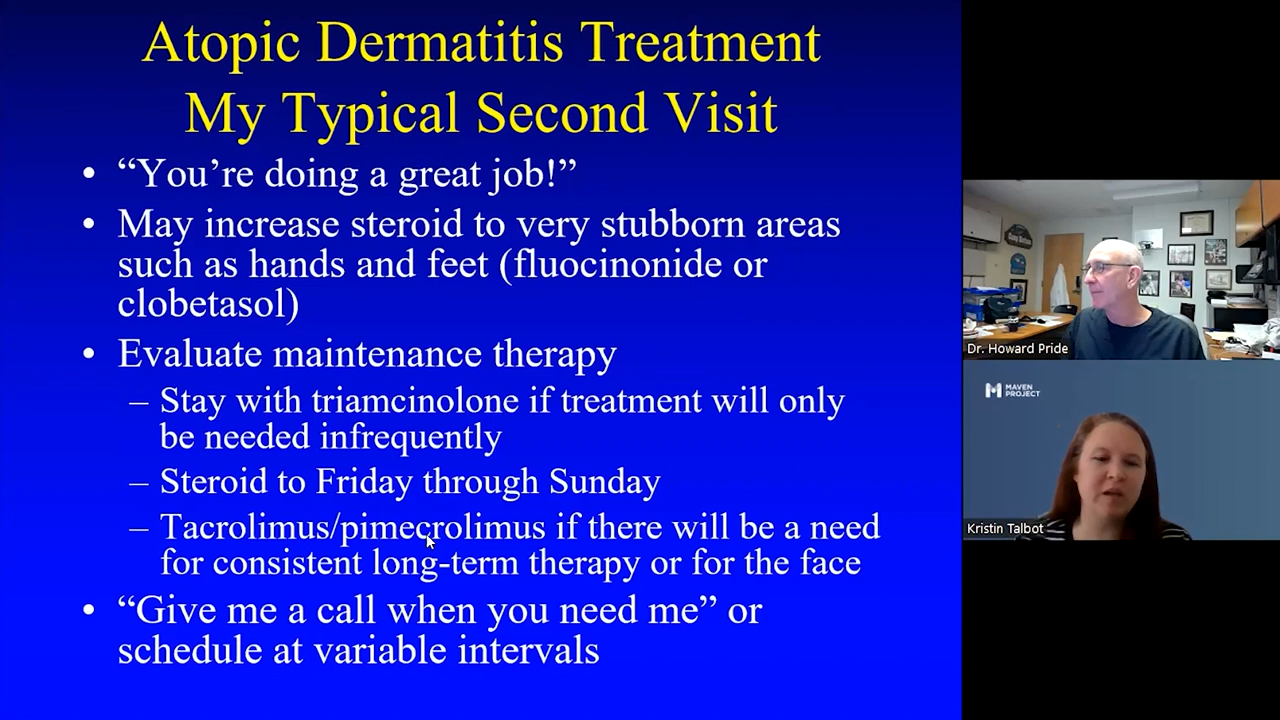 Atopic Dermatitis Treatment
My Typical Second Visit
• “You’re doing a great job!”
• May increase steroid to very stubborn areas
such as hands and feet (fluocinonide or
clobetasol)
• Evaluate maintenance therapy
– Stay with triamcinolone if treatment will only
be needed infrequently
– Steroid to Friday through Sunday
– Tacrolimus/pimecrolimus if there will be a need
for consistent long-term therapy or for the face
• “Give me a call when you need me” or
schedule at variable intervals
Dr. Howard Pride
MAVEN
PROJECT
Kristin Talbot